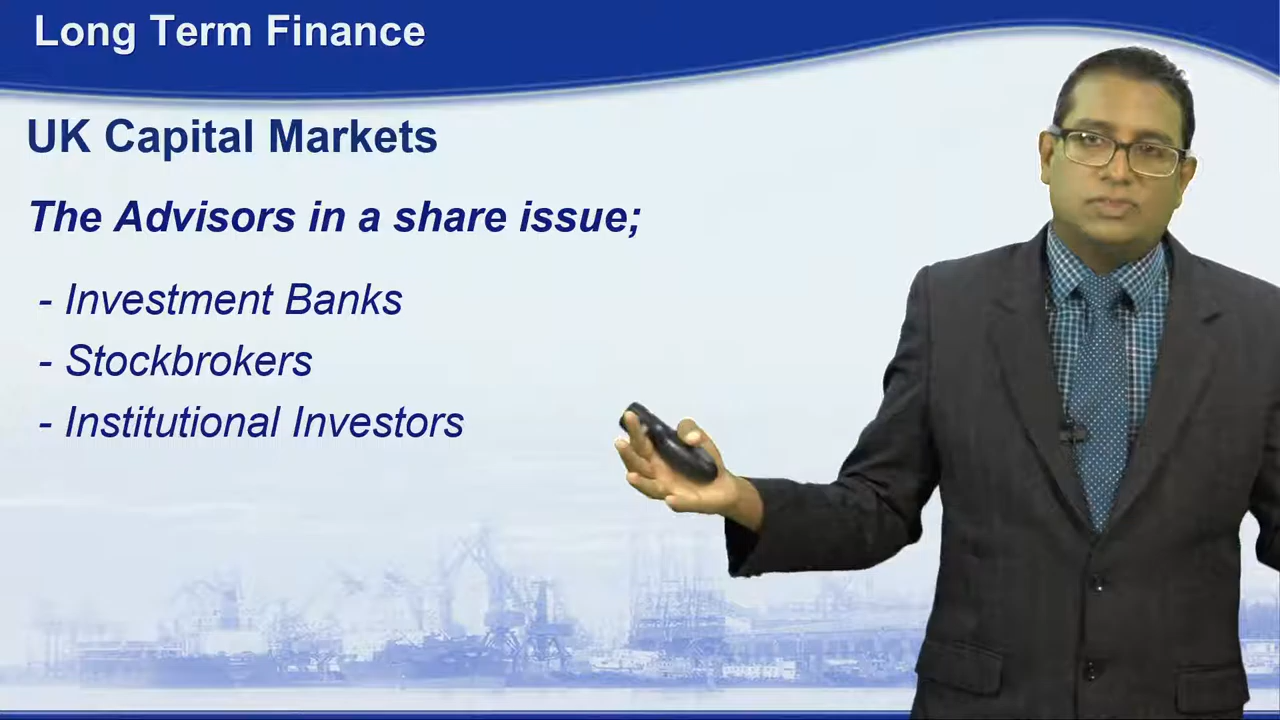 Long Term Finance
UK Capital Markets
The Advisors in a share issue;
- Investment Banks
- Stockbrokers
- Institutional Investors